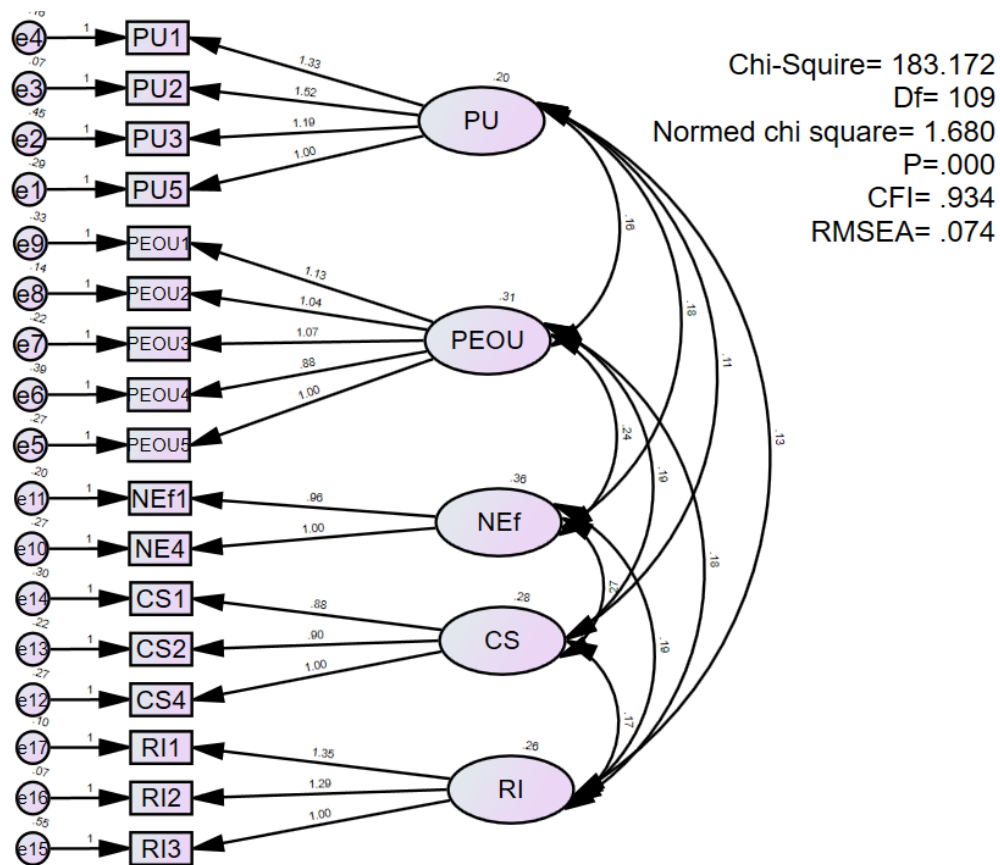 .16
e4 1 PU1
.07
e3 1 PU2
.45
e2 1 PU3
.29
e1 1 PU5
.33
e9 1 PEOU1
.14
e8 1 PEOU2
.22
e7 1 PEOU3
.39
e6 1 PEOU4
.27
e5 1 PEOU5
.20
e11 1 NEf1
.27
e10 1 NE4
.30
e14 1 CS1
.22
e13 1 CS2
.27
e12 1 CS4
.10
e17 1 RI1
.07
e16 1 RI2
.55
e15 1 RI3
1.33
1.52
1.19
1.00
1.13
1.04
1.07
.88
1.00
.96
1.00
.88
.90
1.00
1.35
1.29
1.00
.20
PU
.31
PEOU
.36
NEf
.28
CS
.26
RI
.16
.18
.11
.13
.24
.19
.18
.27
.19
.17
Chi-Squire= 183.172
Df= 109
Normed chi square= 1.680
P=.000
CFI= .934
RMSEA= .074